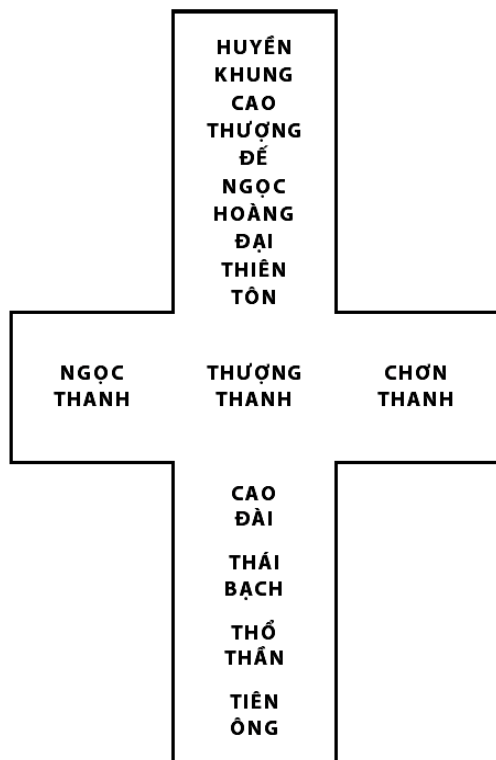 HUYỀN
KHUNG
CAO
THƯỢNG
ĐẾ
NGỌC
HOÀNG
ĐẠI
THIÊN
TÔN
NGỌC THƯỢNG CHƠN
THANH THANH THANH
CAO
ĐÀI
THÁI
BẠCH
THỔ
THẦN
TIÊN
ÔNG